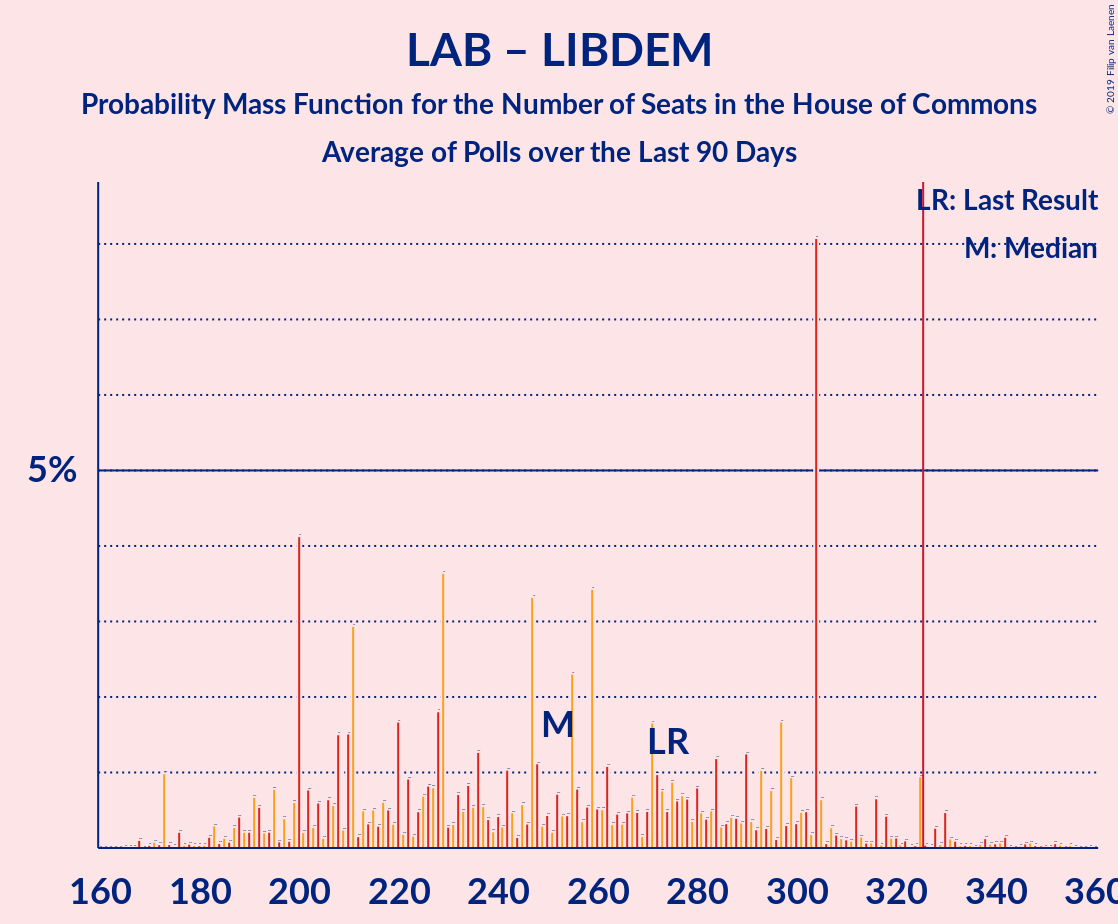 LAB – LIBDEM
Probability Mass Function for the Number of Seats in the House of Commons
Average of Polls over the Last 90 Days
© 2019 Filip van Laenen
LR: Last Result
M: Median
5%
M
LR
160 180 200 220 240 260 280 300 320 340 360